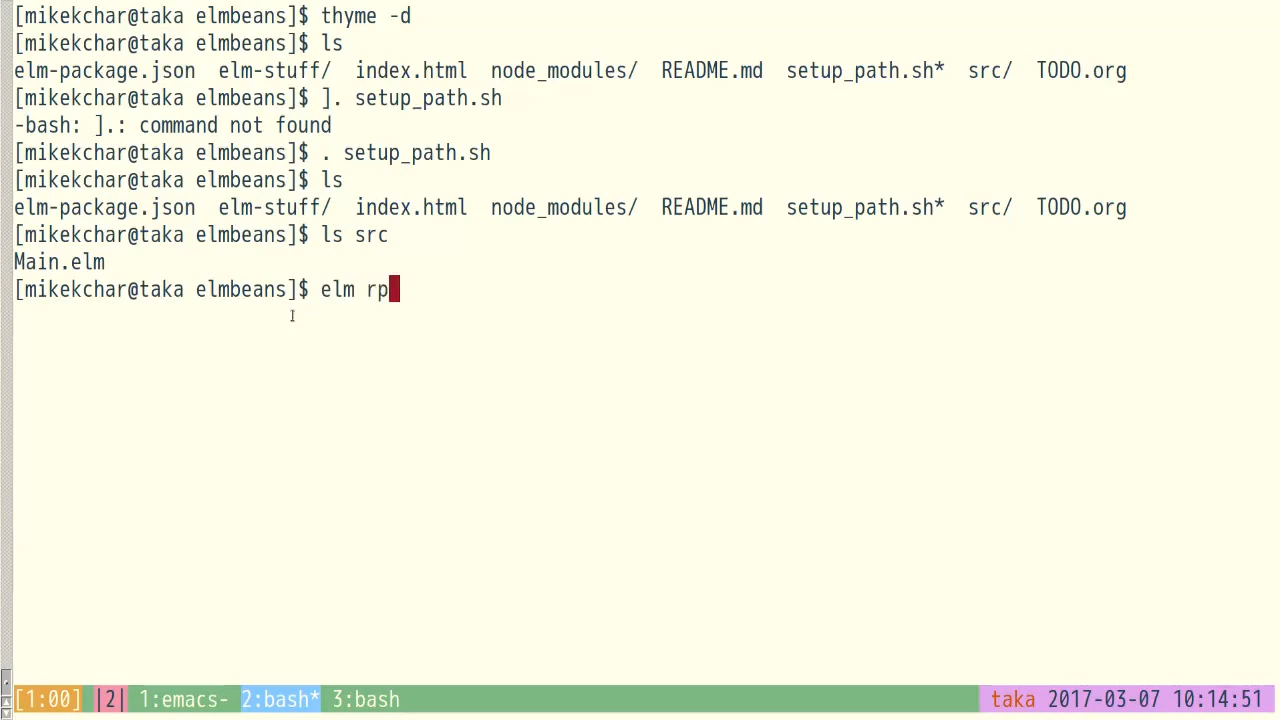 [mikekchar@taka elmbeans]$ thyme -d
[mikekchar@taka elmbeans]$ ls
elm-package.json  elm-stuff/  index.html  node_modules/  README.md  setup_path.sh*  src/  TODO.org
[mikekchar@taka elmbeans]$ ]. setup_path.sh
-bash: ].: command not found
[mikekchar@taka elmbeans]$ . setup_path.sh
[mikekchar@taka elmbeans]$ ls
elm-package.json  elm-stuff/  index.html  node_modules/  README.md  setup_path.sh*  src/  TODO.org
[mikekchar@taka elmbeans]$ ls src
Main.elm
[mikekchar@taka elmbeans]$ elm rp
[1:00] |2| 1:emacs- 2:bash* 3:bash taka 2017-03-07 10:14:51